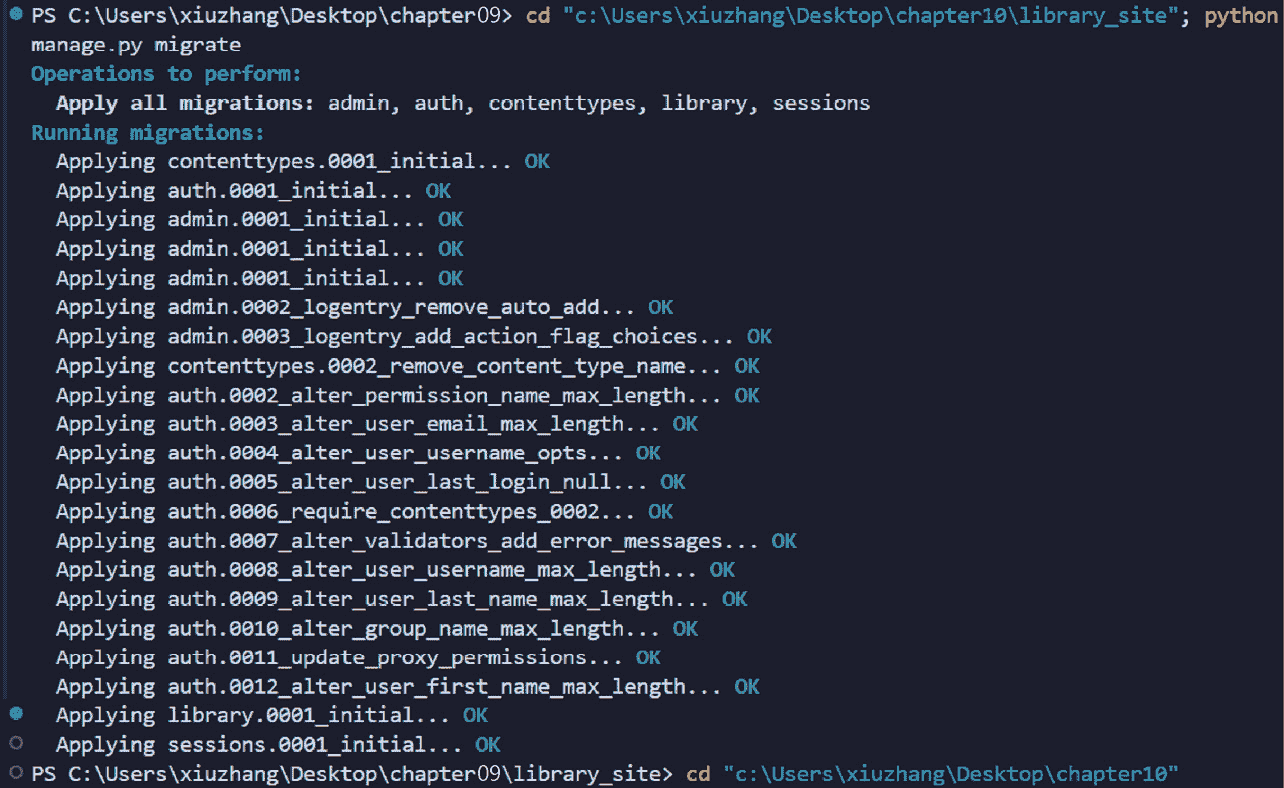 PS C:\Users\xiuzhang\Desktop\chapter09> cd "c:\Users\xiuzhang\Desktop\chapter10\library_site"; python
manage.py migrate
Operations to perform:
  Apply all migrations: admin, auth, contenttypes, library, sessions
Running migrations:
  Applying contenttypes.0001_initial... OK
  Applying auth.0001_initial... OK
  Applying admin.0001_initial... OK
  Applying admin.0001_initial... OK
  Applying admin.0001_initial... OK
  Applying admin.0002_logentry_remove_auto_add... OK
  Applying admin.0003_logentry_add_action_flag_choices... OK
  Applying contenttypes.0002_remove_content_type_name... OK
  Applying auth.0002_alter_permission_name_max_length... OK
  Applying auth.0003_alter_user_email_max_length... OK
  Applying auth.0004_alter_user_username_opts... OK
  Applying auth.0005_alter_user_last_login_null... OK
  Applying auth.0006_require_contenttypes_0002... OK
  Applying auth.0007_alter_validators_add_error_messages... OK
  Applying auth.0008_alter_user_username_max_length... OK
  Applying auth.0009_alter_user_last_name_max_length... OK
  Applying auth.0010_alter_group_name_max_length... OK
  Applying auth.0011_update_proxy_permissions... OK
  Applying auth.0012_alter_user_first_name_max_length... OK
  Applying library.0001_initial... OK
  Applying sessions.0001_initial... OK
PS C:\Users\xiuzhang\Desktop\chapter09\library_site> cd "c:\Users\xiuzhang\Desktop\chapter10"